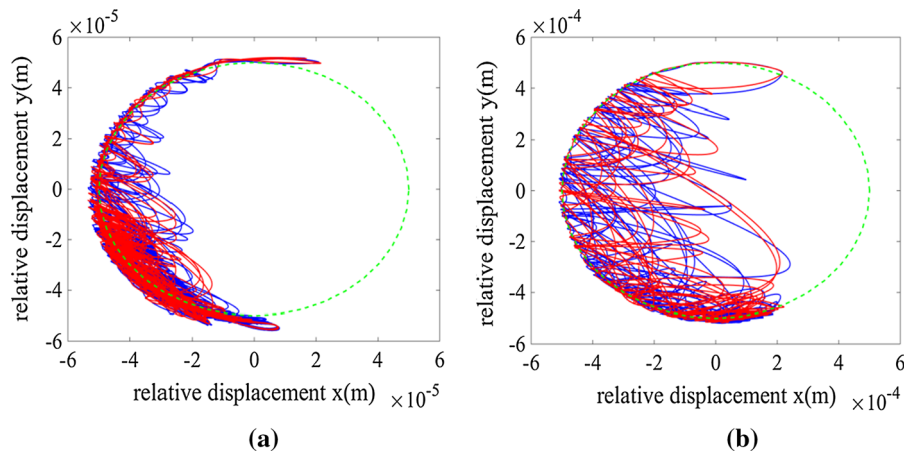 ×10⁻⁵
6
4
2
0
-2
-4
-6
relative displacement y(m)
-6 -4 -2 0 2 4 6
relative displacement x(m) ×10⁻⁵
(a)
×10⁻⁴
6
4
2
0
-2
-4
-6
relative displacement y(m)
-6 -4 -2 0 2 4 6
relative displacement x(m) ×10⁻⁴
(b)